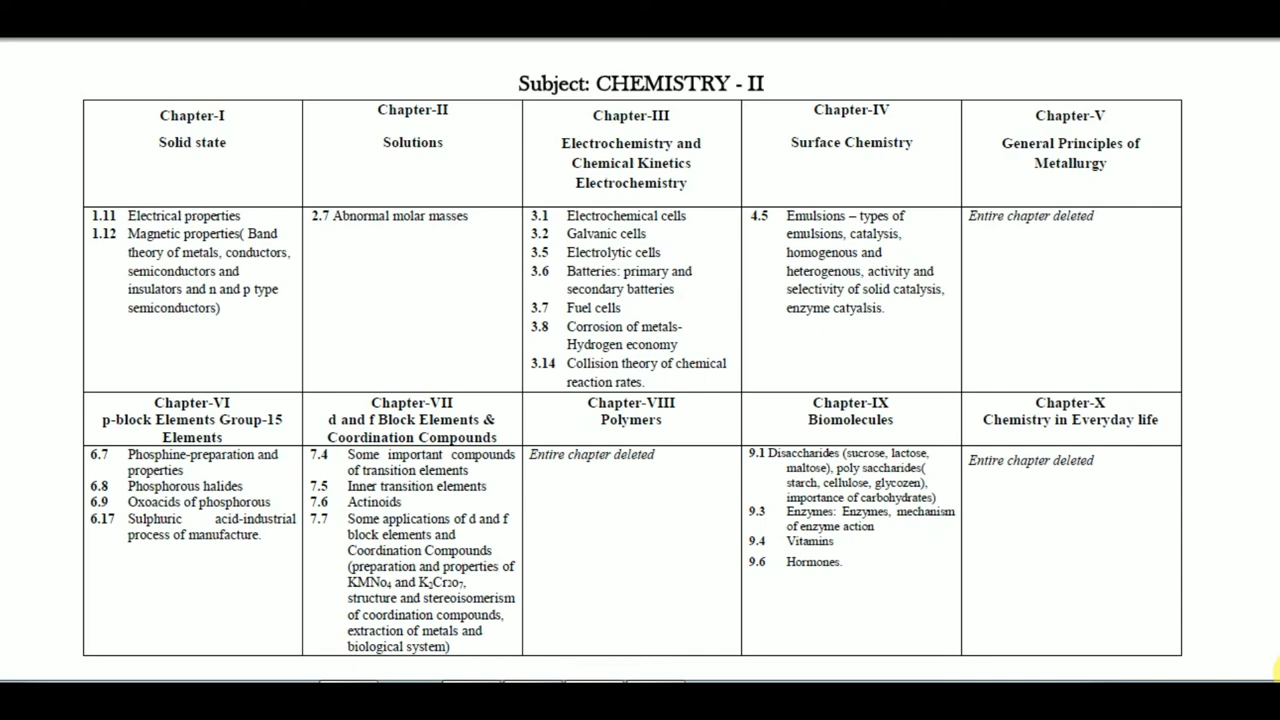 Subject: CHEMISTRY - II
Chapter-I
Solid state
Chapter-II
Solutions
Chapter-III
Electrochemistry and
Chemical Kinetics
Electrochemistry
Chapter-IV
Surface Chemistry
Chapter-V
General Principles of
Metallurgy
1.11 Electrical properties
1.12 Magnetic properties( Band
theory of metals, conductors,
semiconductors and
insulators and n and p type
semiconductors)
2.7 Abnormal molar masses
3.1 Electrochemical cells
3.2 Galvanic cells
3.5 Electrolytic cells
3.6 Batteries: primary and
secondary batteries
3.7 Fuel cells
3.8 Corrosion of metals-
Hydrogen economy
3.14 Collision theory of chemical
reaction rates.
4.5 Emulsions – types of
emulsions, catalysis,
homogenous and
heterogenous, activity and
selectivity of solid catalysis,
enzyme catyalsis.
Entire chapter deleted
Chapter-VI
p-block Elements Group-15
Elements
Chapter-VII
d and f Block Elements &
Coordination Compounds
Chapter-VIII
Polymers
Chapter-IX
Biomolecules
Chapter-X
Chemistry in Everyday life
6.7 Phosphine-preparation and
properties
6.8 Phosphorous halides
6.9 Oxoacids of phosphorous
6.17 Sulphuric acid-industrial
process of manufacture.
7.4 Some important compounds
of transition elements
7.5 Inner transition elements
7.6 Actinoids
7.7 Some applications of d and f
block elements and
Coordination Compounds
(preparation and properties of
KMNo4 and K2Cr2o7,
structure and stereoisomerism
of coordination compounds,
extraction of metals and
biological system)
Entire chapter deleted
9.1 Disaccharides (sucrose, lactose,
maltose), poly saccharides(
starch, cellulose, glycozen),
importance of carbohydrates)
9.3 Enzymes: Enzymes, mechanism
of enzyme action
9.4 Vitamins
9.6 Hormones.
Entire chapter deleted